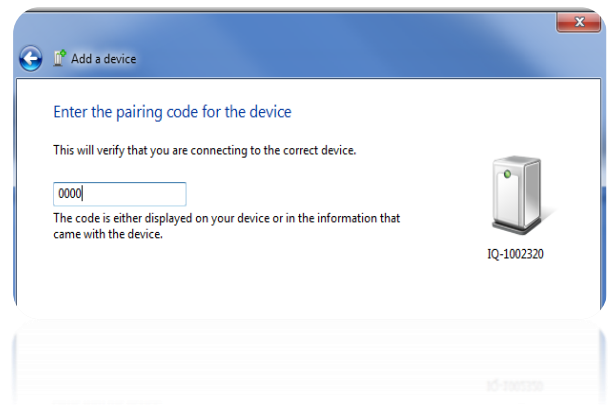 Add a device
Enter the pairing code for the device
This will verify that you are connecting to the correct device.
0000
The code is either displayed on your device or in the information that
came with the device.
IQ-1002320